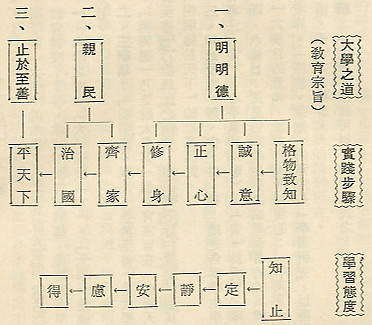 大學之道
(敎育宗旨)
一、
明明德
二、
親民
三、
止於至善
實踐步驟
格物致知
誠意
正心
修身
齊家
治國
平天下
學習態度
知止
定
靜
安
慮
得